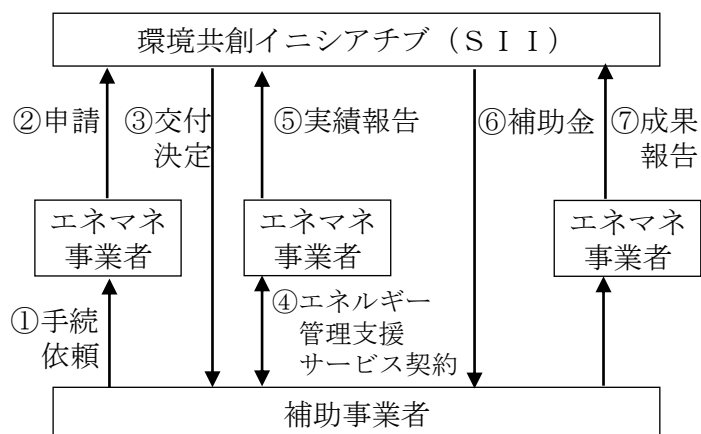 環境共創イニシアチブ（ＳＩＩ）
②申請
③交付
決定
⑤実績報告
⑥補助金
⑦成果
報告
エネマネ
事業者
エネマネ
事業者
エネマネ
事業者
①手続
依頼
④エネルギー
管理支援
サービス契約
補助事業者